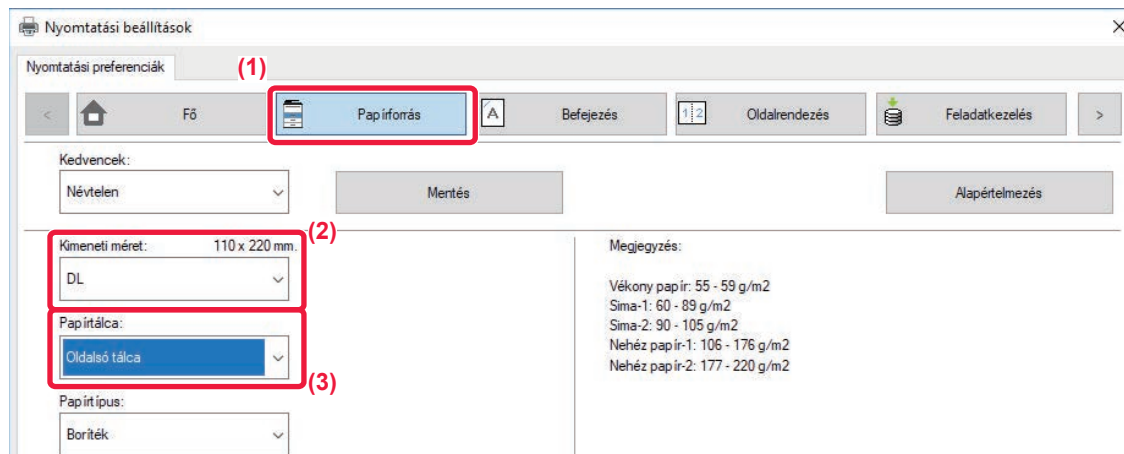 Nyomtatási beállítások
Nyomtatási preferenciák
(1)
< Fő Papírforrás A Befejezés 1 2 Oldalrendezés Feladatkezelés >
Kedvencek:
Névtelen Mentés Alapértelmezés
(2)
Kimeneti méret: 110 x 220 mm.
DL
Papírtálca:
Oldalsó tálca
(3)
Papírtípus:
Boríték
Megjegyzés:
Vékony papír: 55 - 59 g/m2
Sima-1: 60 - 89 g/m2
Sima-2: 90 - 105 g/m2
Nehéz papír-1: 106 - 176 g/m2
Nehéz papír-2: 177 - 220 g/m2